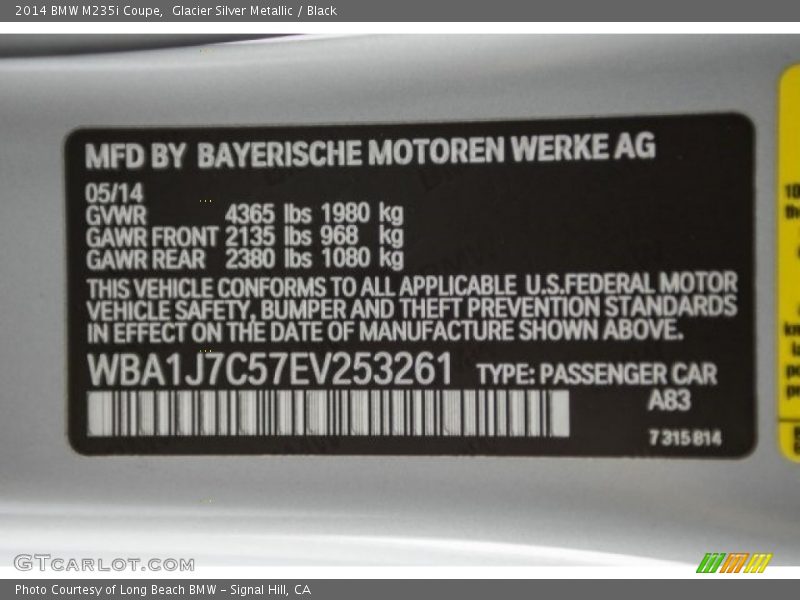 2014 BMW M235i Coupe,  Glacier Silver Metallic / Black
MFD BY BAYERISCHE MOTOREN WERKE AG
05/14
GVWR 4365 lbs 1980 kg
GAWR FRONT 2135 lbs 968 kg
GAWR REAR 2380 lbs 1080 kg
THIS VEHICLE CONFORMS TO ALL APPLICABLE U.S.FEDERAL MOTOR
VEHICLE SAFETY, BUMPER AND THEFT PREVENTION STANDARDS
IN EFFECT ON THE DATE OF MANUFACTURE SHOWN ABOVE.
WBA1J7C57EV253261 TYPE: PASSENGER CAR
A83
7 315 814
GTCARLOT.COM
Photo Courtesy of Long Beach BMW – Signal Hill, CA